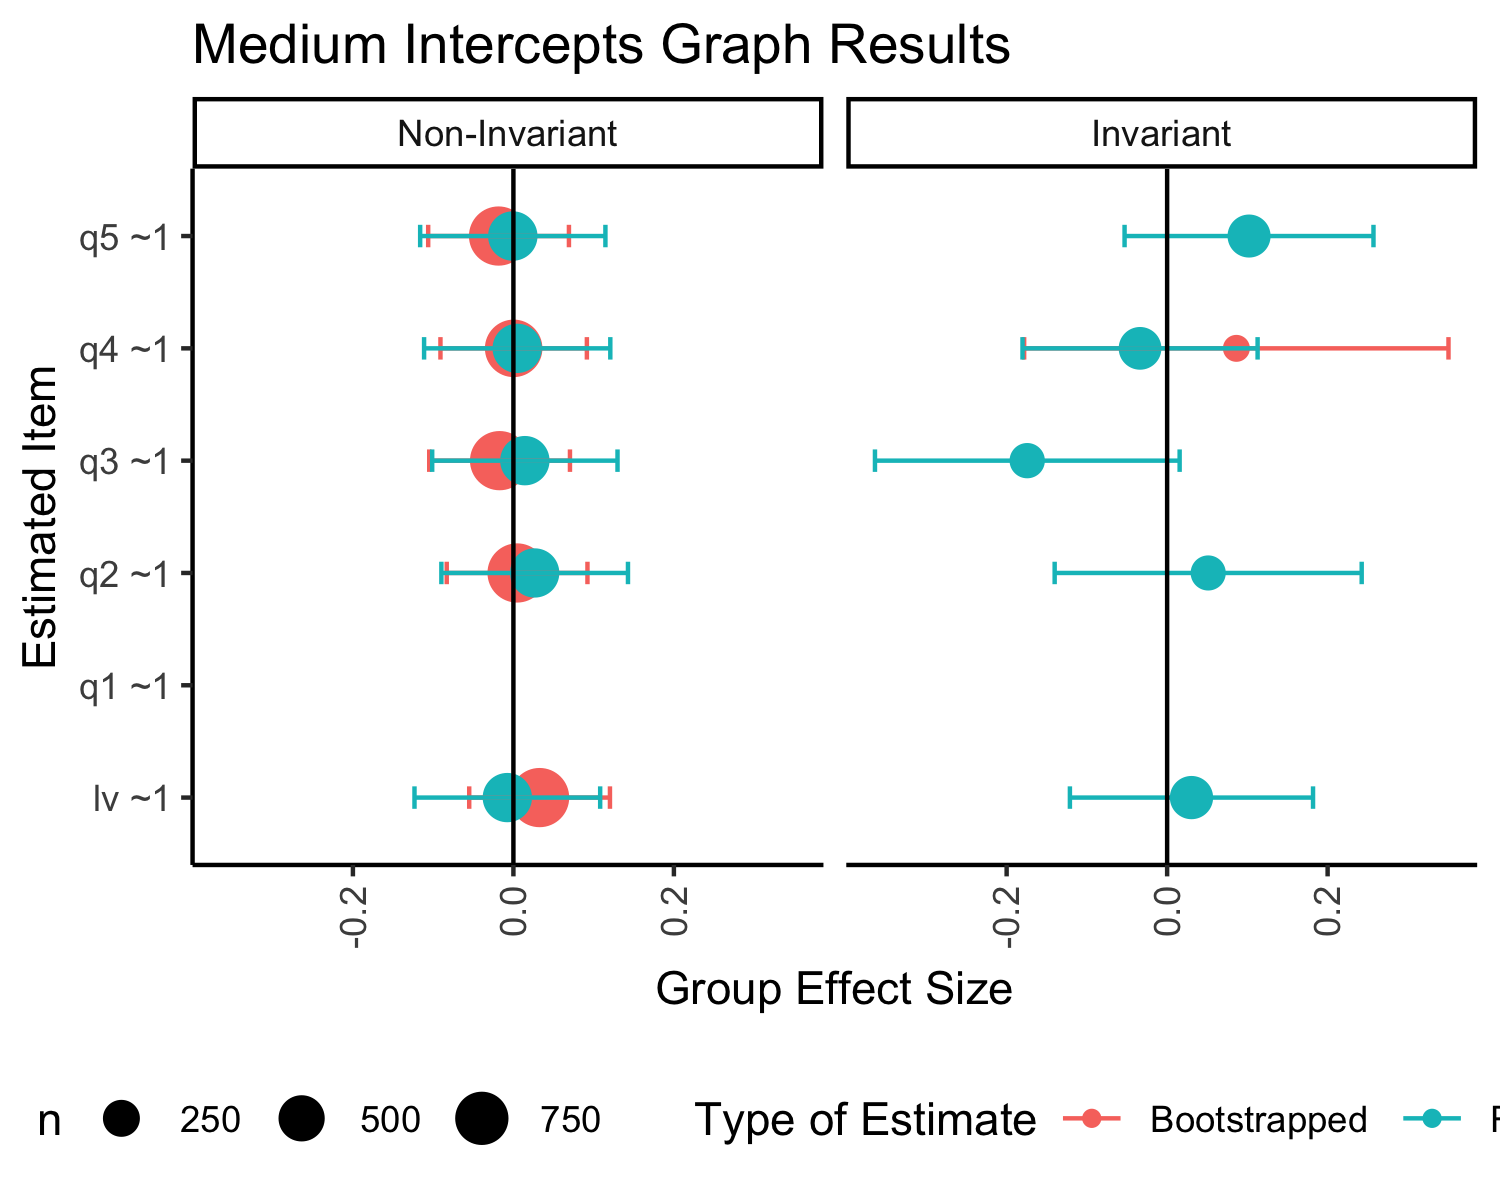 Medium Intercepts Graph Results
Non-Invariant
Invariant
Estimated Item
q5 ~1
q4 ~1
q3 ~1
q2 ~1
q1 ~1
lv ~1
-0.2
0.0
0.2
-0.2
0.0
0.2
Group Effect Size
n 250 500 750 Type of Estimate Bootstrapped